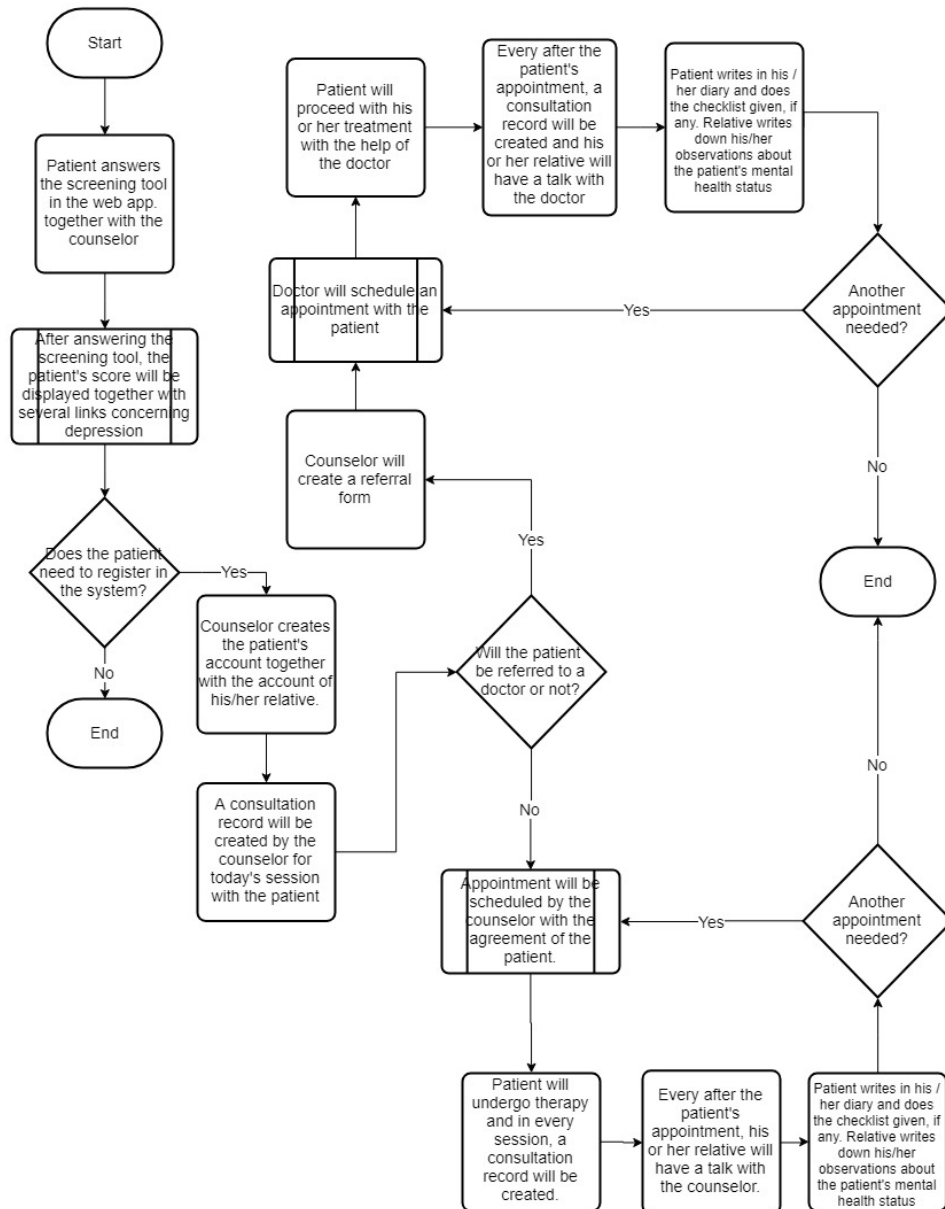 Start
Patient answers
the screening tool
in the web app.
together with the
counselor
After answering the
screening tool, the
patient's score will be
displayed together with
several links concerning
depression
Does the patient
need to register in
the system?
Yes
No
End
Counselor creates
the patient's
account together
with the account of
his/her relative.
A consultation
record will be
created by the
counselor for
today's session
with the patient
Will the patient
be referred to a
doctor or not?
Yes
Counselor will
create a referral
form
Doctor will schedule an
appointment with the
patient
Patient will
proceed with his
or her treatment
with the help of
the doctor
Every after the
patient's
appointment, a
consultation
record will be
created and his
or her relative will
have a talk with
the doctor
Patient writes in his /
her diary and does
the checklist given, if
any. Relative writes
down his/her
observations about
the patient's mental
health status
Another
appointment
needed?
Yes
No
End
No
Appointment will be
scheduled by the
counselor with the
agreement of the
patient.
Patient will
undergo therapy
and in every
session, a
consultation
record will be
created.
Every after the
patient's
appointment, his
or her relative will
have a talk with
the counselor.
Patient writes in his /
her diary and does
the checklist given, if
any. Relative writes
down his/her
observations about
the patient's mental
health status
Another
appointment
needed?
Yes
No